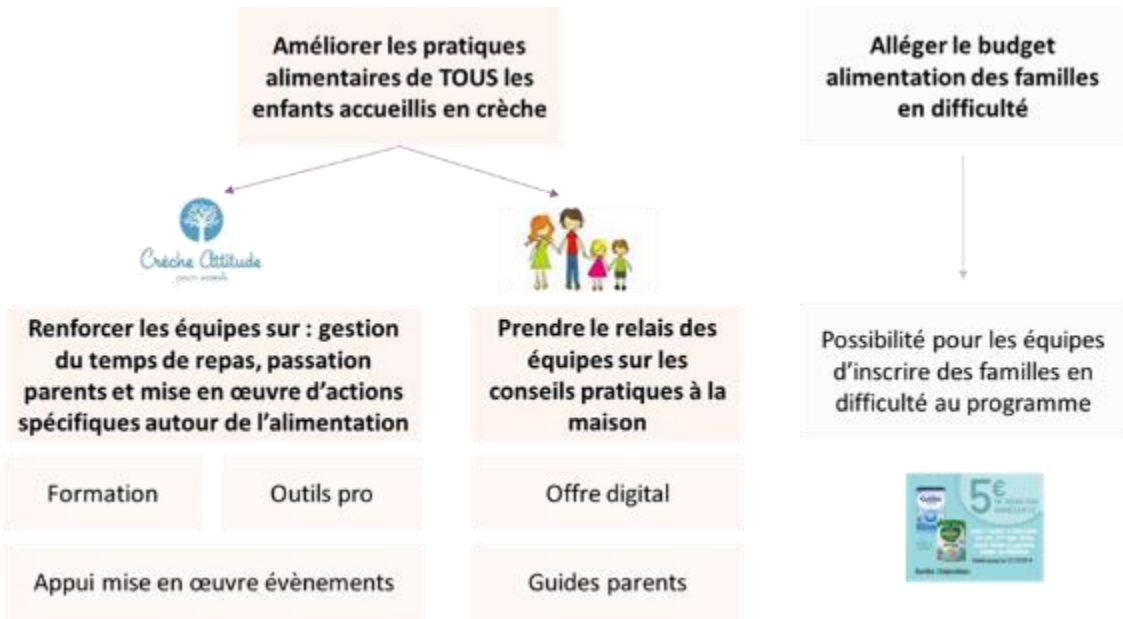 Améliorer les pratiques
alimentaires de TOUS les
enfants accueillis en crèche
Alléger le budget
alimentation des familles
en difficulté
Crèche Attitude
Renforcer les équipes sur : gestion
du temps de repas, passation
parents et mise en œuvre d’actions
spécifiques autour de l’alimentation
Prendre le relais des
équipes sur les
conseils pratiques à la
maison
Possibilité pour les équipes
d’inscrire des familles en
difficulté au programme
Formation
Outils pro
Offre digital
5€
Appui mise en œuvre évènements
Guides parents